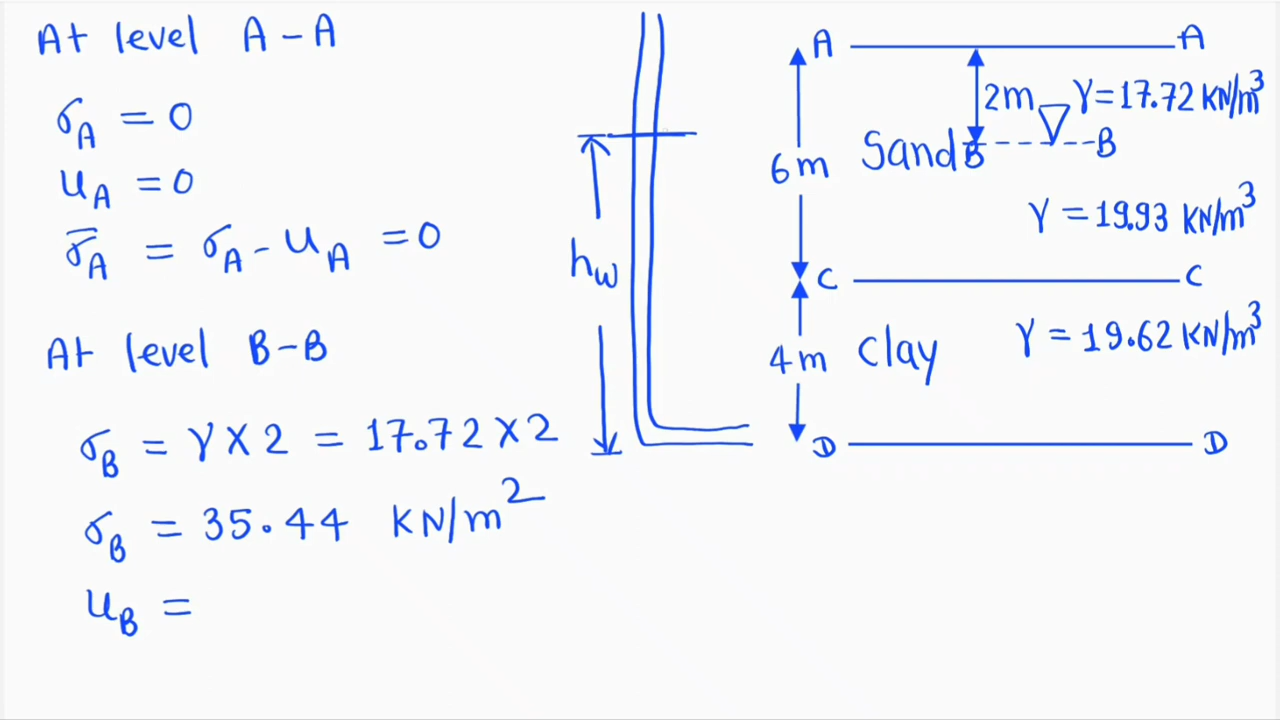 At level A-A
σA = 0
uA = 0
σ̅A = σA - uA = 0
At level B-B
σB = γ×2 = 17.72×2
σB = 35.44 KN/m²
uB =
hw
A A
2m γ=17.72 KN/m³
6m Sand B B
γ = 19.93 KN/m³
C C
4m Clay γ = 19.62 KN/m³
D D